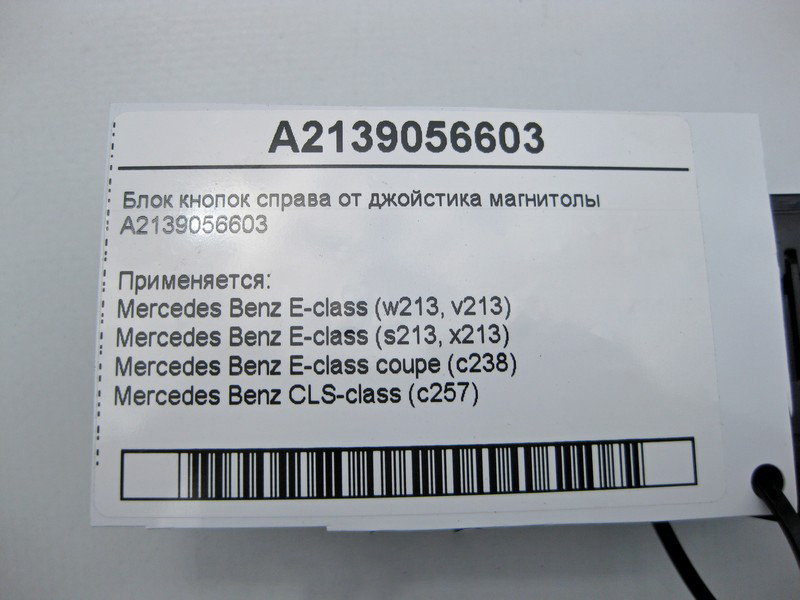 A2139056603
Блок кнопок справа от джойстика магнитолы
A2139056603
Применяется:
Mercedes Benz E-class (w213, v213)
Mercedes Benz E-class (s213, x213)
Mercedes Benz E-class coupe (c238)
Mercedes Benz CLS-class (c257)